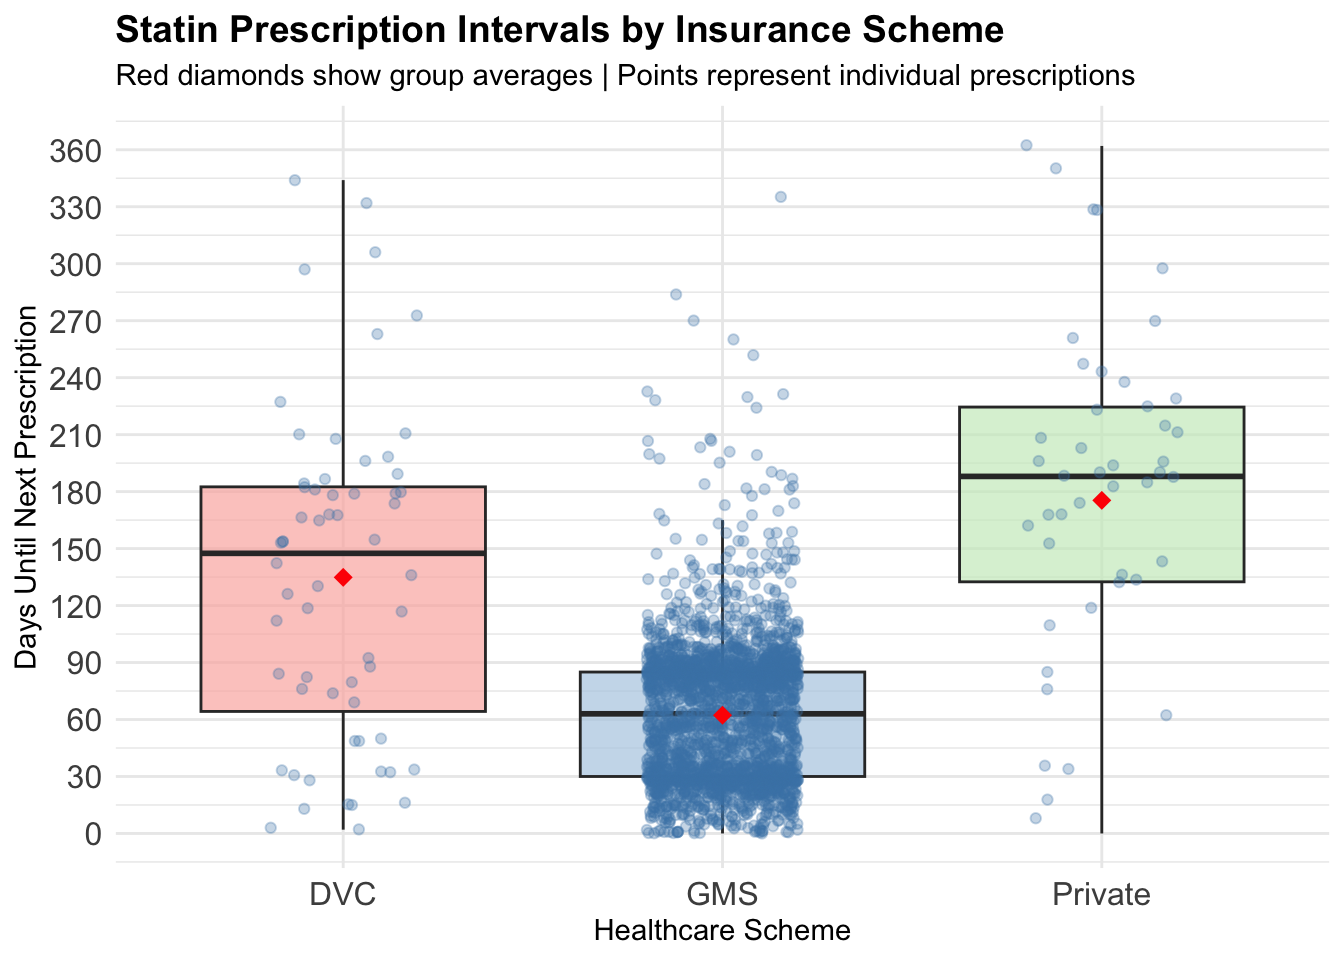 Statin Prescription Intervals by Insurance Scheme
Red diamonds show group averages | Points represent individual prescriptions
Days Until Next Prescription
360
330
300
270
240
210
180
150
120
90
60
30
0
DVC GMS Private
Healthcare Scheme